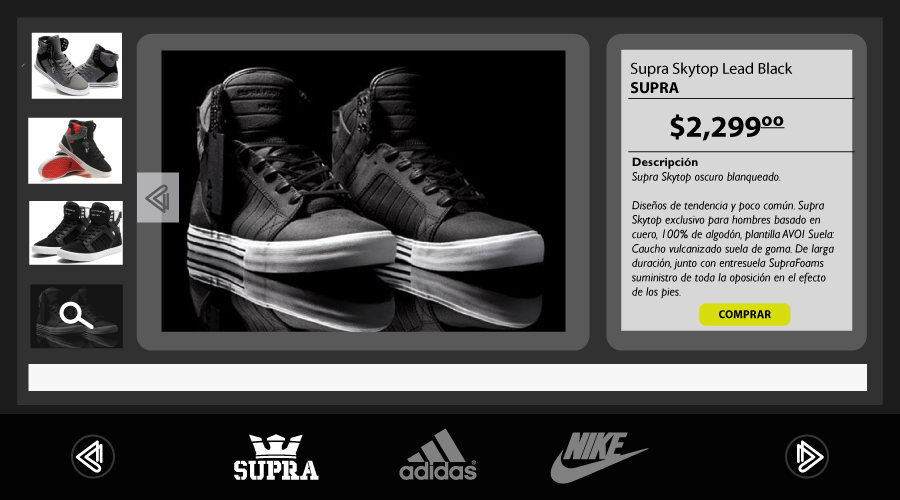 Supra Skytop Lead Black
SUPRA
$2,299ºº
Descripción
Supra Skytop oscuro blanqueado.
Diseños de tendencia y poco común. Supra
Skytop exclusivo para hombres basado en
cuero, 100% de algodón, plantilla AVOI Suela:
Caucho vulcanizado suela de goma. De larga
duración, junto con entresuela SupraFoams
suministro de toda la oposición en el efecto
de los pies.
COMPRAR
SUPRA
adidas
NIKE